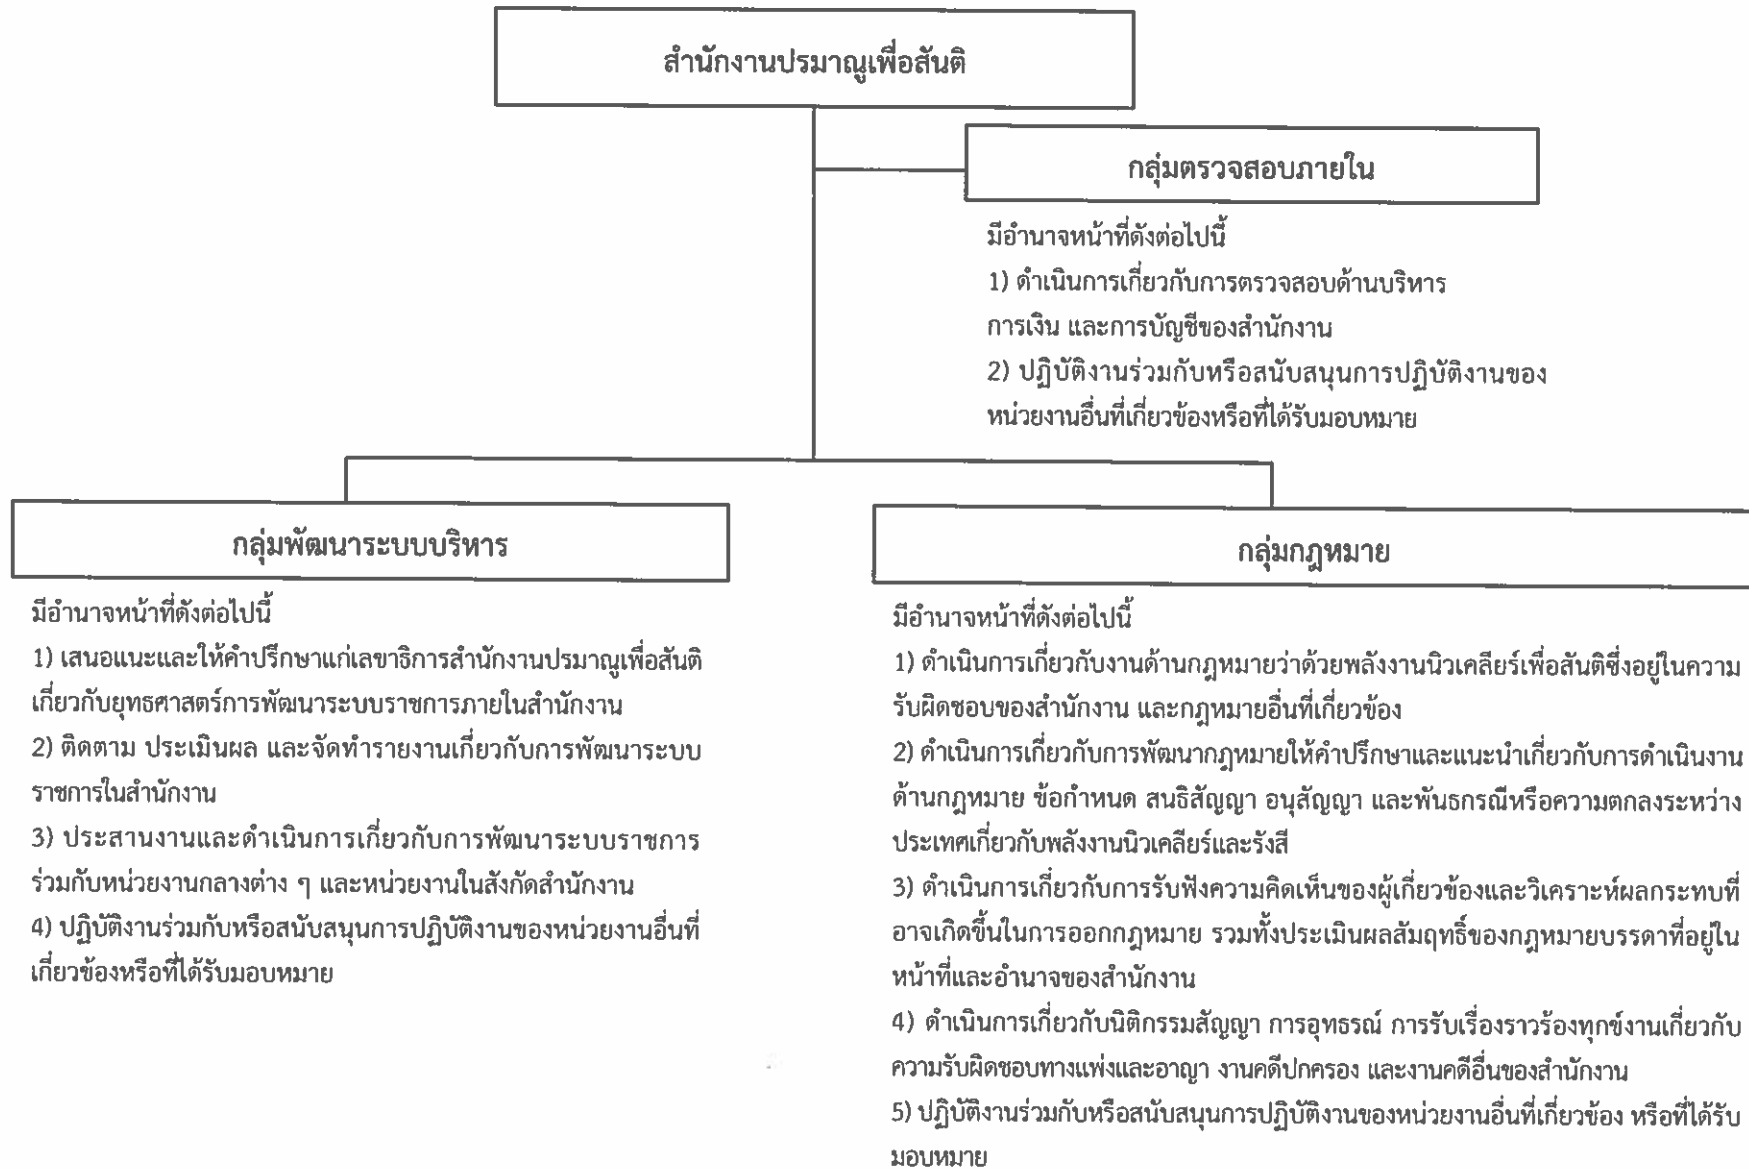 สำนักงานปรมาณูเพื่อสันติ
กลุ่มตรวจสอบภายใน
มีอำนาจหน้าที่ดังต่อไปนี้
1) ดำเนินการเกี่ยวกับการตรวจสอบด้านบริหาร
การเงิน และการบัญชีของสำนักงาน
2) ปฏิบัติงานร่วมกับหรือสนับสนุนการปฏิบัติงานของ
หน่วยงานอื่นที่เกี่ยวข้องหรือที่ได้รับมอบหมาย
กลุ่มพัฒนาระบบบริหาร
มีอำนาจหน้าที่ดังต่อไปนี้
1) เสนอแนะและให้คำปรึกษาแก่เลขาธิการสำนักงานปรมาณูเพื่อสันติ
เกี่ยวกับยุทธศาสตร์การพัฒนาระบบราชการภายในสำนักงาน
2) ติดตาม ประเมินผล และจัดทำรายงานเกี่ยวกับการพัฒนาระบบ
ราชการในสำนักงาน
3) ประสานงานและดำเนินการเกี่ยวกับการพัฒนาระบบราชการ
ร่วมกับหน่วยงานกลางต่าง ๆ และหน่วยงานในสังกัดสำนักงาน
4) ปฏิบัติงานร่วมกับหรือสนับสนุนการปฏิบัติงานของหน่วยงานอื่นที่
เกี่ยวข้องหรือที่ได้รับมอบหมาย
กลุ่มกฎหมาย
มีอำนาจหน้าที่ดังต่อไปนี้
1) ดำเนินการเกี่ยวกับงานด้านกฎหมายว่าด้วยพลังงานนิวเคลียร์เพื่อสันติซึ่งอยู่ในความ
รับผิดชอบของสำนักงาน และกฎหมายอื่นที่เกี่ยวข้อง
2) ดำเนินการเกี่ยวกับการพัฒนากฎหมายให้คำปรึกษาและแนะนำเกี่ยวกับการดำเนินงาน
ด้านกฎหมาย ข้อกำหนด สนธิสัญญา อนุสัญญา และพันธกรณีหรือความตกลงระหว่าง
ประเทศเกี่ยวกับพลังงานนิวเคลียร์และรังสี
3) ดำเนินการเกี่ยวกับการรับฟังความคิดเห็นของผู้เกี่ยวข้องและวิเคราะห์ผลกระทบที่
อาจเกิดขึ้นในการออกกฎหมาย รวมทั้งประเมินผลสัมฤทธิ์ของกฎหมายบรรดาที่อยู่ใน
หน้าที่และอำนาจของสำนักงาน
4) ดำเนินการเกี่ยวกับนิติกรรมสัญญา การอุทธรณ์ การรับเรื่องราวร้องทุกข์งานเกี่ยวกับ
ความรับผิดชอบทางแพ่งและอาญา งานคดีปกครอง และงานคดีอื่นของสำนักงาน
5) ปฏิบัติงานร่วมกับหรือสนับสนุนการปฏิบัติงานของหน่วยงานอื่นที่เกี่ยวข้อง หรือที่ได้รับ
มอบหมาย